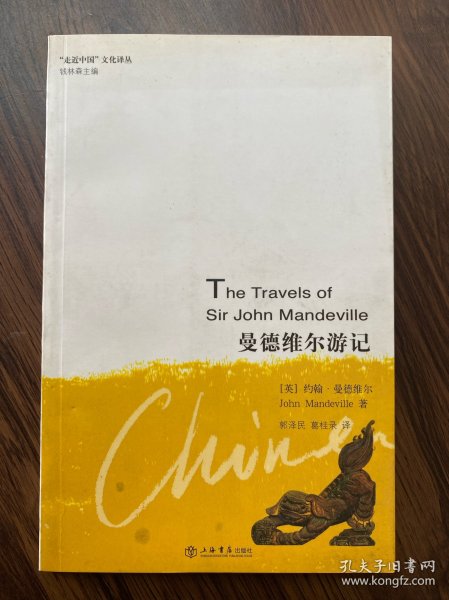 “走近中国”文化译丛
钱林森主编
The Travels of
Sir John Mandeville
曼德维尔游记
[英] 约翰·曼德维尔
John Mandeville 著
郭泽民 葛桂录 译
Chine
上海书店出版社
孔夫子旧书网
www.kongfz.com